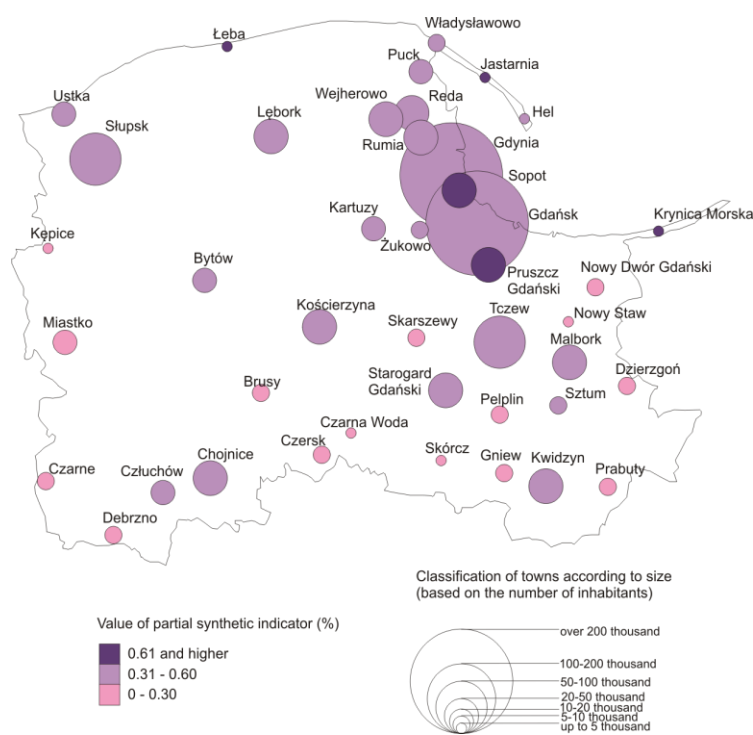 Władysławowo
Łeba
Puck
Jastarnia
Ustka
Wejherowo
Reda
Hel
Lębork
Słupsk
Rumia
Gdynia
Sopot
Kartuzy
Gdańsk
Krynica Morska
Kępice
Żukowo
Bytów
Pruszcz
Gdański
Nowy Dwór Gdański
Kościerzyna
Tczew
Nowy Staw
Miastko
Skarszewy
Malbork
Dzierzgoń
Starogard
Gdański
Brusy
Pelplin
Sztum
Czarna Woda
Czersk
Chojnice
Skórcz
Gniew
Kwidzyn
Prabuty
Czarne
Człuchów
Debrzno
Classification of towns according to size
(based on the number of inhabitants)
Value of partial synthetic indicator (%)
0.61 and higher
0.31 - 0.60
0 - 0.30
over 200 thousand
100-200 thousand
50-100 thousand
20-50 thousand
10-20 thousand
5-10 thousand
up to 5 thousand